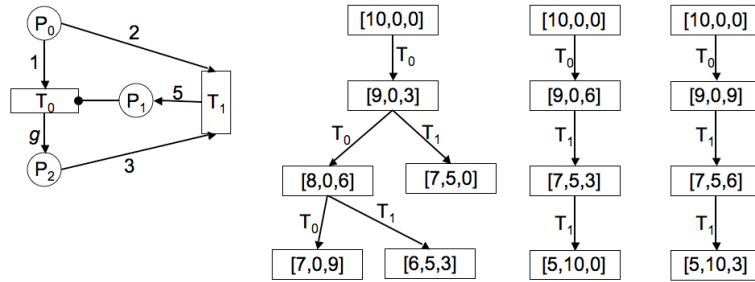 P0
2
1
T0
P1
5
T1
g
P2
3
[10,0,0]
T0
[9,0,3]
T0
T1
[8,0,6]
[7,5,0]
T0
T1
[7,0,9]
[6,5,3]
[10,0,0]
T0
[9,0,6]
T1
[7,5,3]
T1
[5,10,0]
[10,0,0]
T0
[9,0,9]
T1
[7,5,6]
T1
[5,10,3]